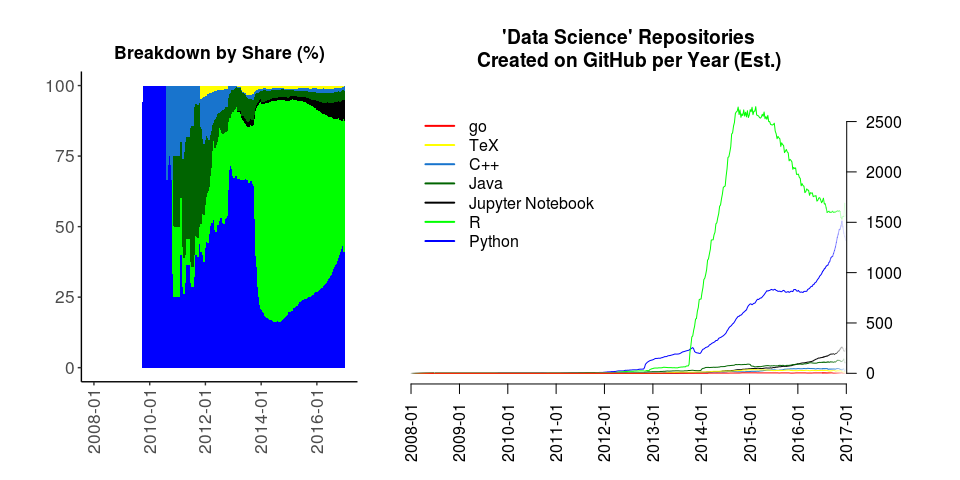 Breakdown by Share (%)
100
75
50
25
0
2008-01
2010-01
2012-01
2014-01
2016-01
'Data Science' Repositories
Created on GitHub per Year (Est.)
go
TeX
C++
Java
Jupyter Notebook
R
Python
2500
2000
1500
1000
500
0
2008-01
2009-01
2010-01
2011-01
2012-01
2013-01
2014-01
2015-01
2016-01
2017-01